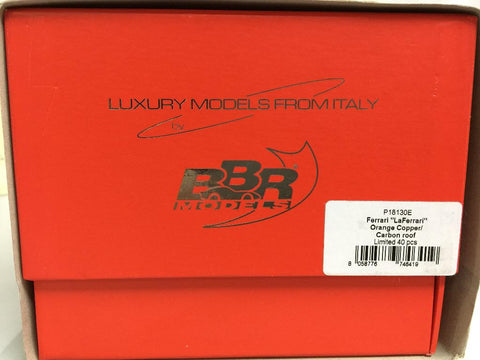 LUXURY MODELS FROM ITALY
by
BBR
MODELS
P18130E
Ferrari "LaFerrari"
Orange Copper/
Carbon roof
Limited 40 pcs
8 058776 746419